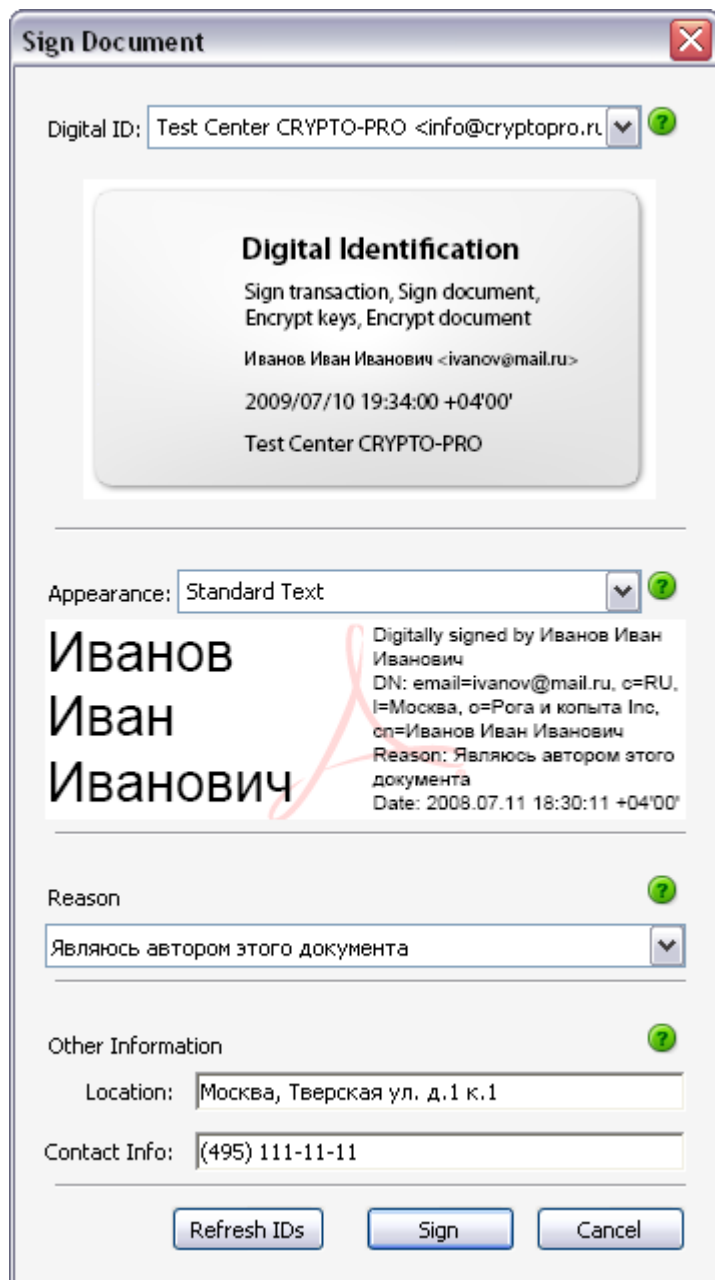 Sign Document
Digital ID: Test Center CRYPTO-PRO <info@cryptopro.ru
Digital Identification
Sign transaction, Sign document,
Encrypt keys, Encrypt document
Иванов Иван Иванович <ivanov@mail.ru>
2009/07/10 19:34:00 +04'00'
Test Center CRYPTO-PRO
Appearance: Standard Text
Иванов
Иван
Иванович
Digitally signed by Иванов Иван
Иванович
DN: email=ivanov@mail.ru, c=RU,
l=Москва, o=Рога и копыта Inc,
cn=Иванов Иван Иванович
Reason: Являюсь автором этого
документа
Date: 2008.07.11 18:30:11 +04'00'
Reason
Являюсь автором этого документа
Other Information
Location: Москва, Тверская ул. д.1 к.1
Contact Info: (495) 111-11-11
Refresh IDs Sign Cancel